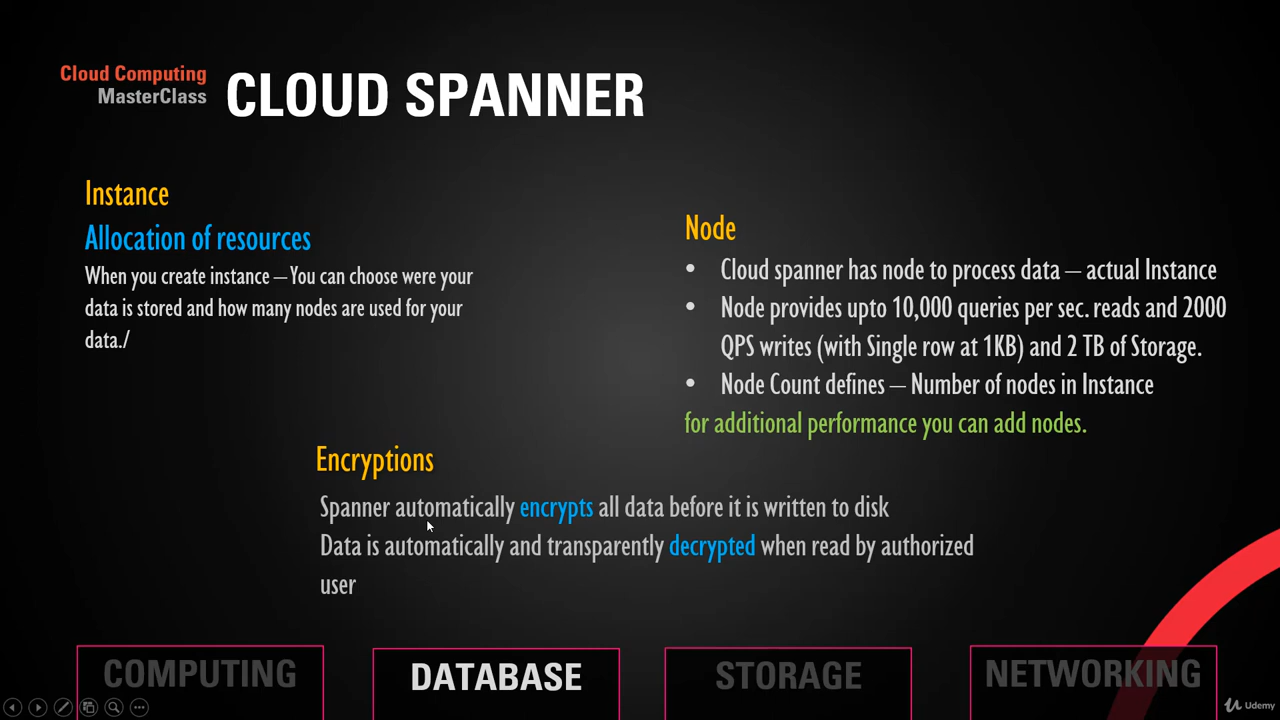 Cloud Computing
MasterClass
CLOUD SPANNER
Instance
Allocation of resources
When you create instance – You can choose were your
data is stored and how many nodes are used for your
data./
Node
• Cloud spanner has node to process data – actual Instance
• Node provides upto 10,000 queries per sec. reads and 2000
QPS writes (with Single row at 1KB) and 2 TB of Storage.
• Node Count defines – Number of nodes in Instance
for additional performance you can add nodes.
Encryptions
Spanner automatically encrypts all data before it is written to disk
Data is automatically and transparently decrypted when read by authorized
user
COMPUTING
DATABASE
STORAGE
NETWORKING
Udemy